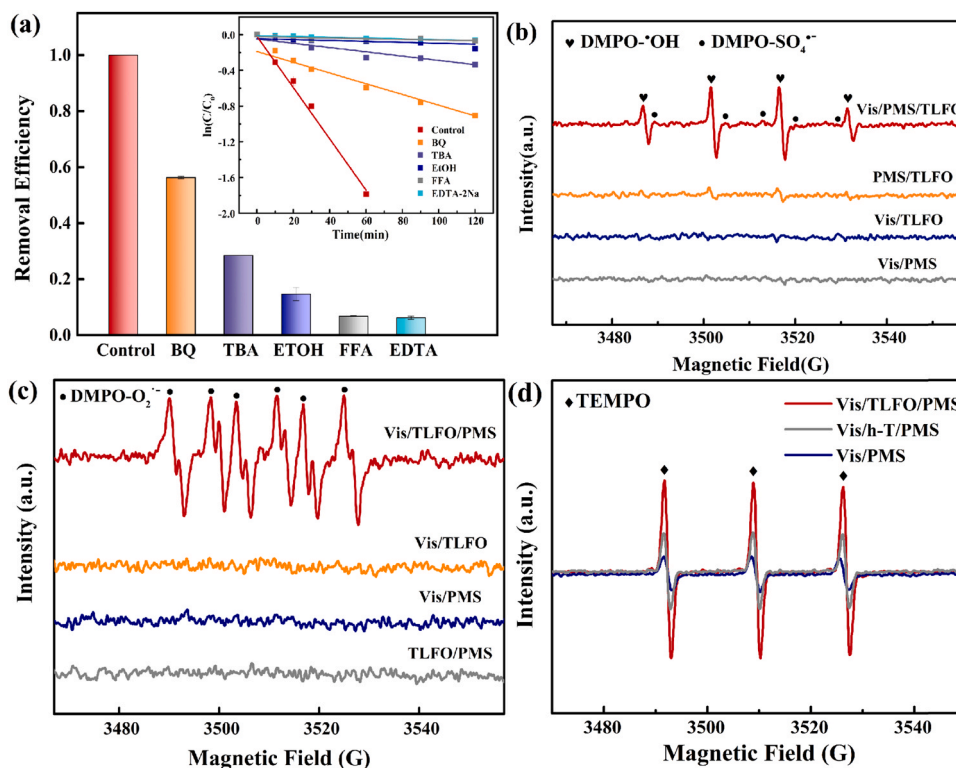 (a)
Removal Efficiency
1.0
0.8
0.6
0.4
0.2
0.0
Control BQ TBA ETOH FFA EDTA
ln(C/C₀)
0.0
-0.4
-0.8
-1.2
-1.6
-2.0
Control
BQ
TBA
EtOH
FFA
EDTA-2Na
0 20 40 60 80 100 120
Time(min)
(b)
♥ DMPO-•OH • DMPO-SO₄•-
Vis/PMS/TLFO
PMS/TLFO
Vis/TLFO
Vis/PMS
Intensity(a.u.)
3480 3500 3520 3540
Magnetic Field(G)
(c)
• DMPO-O₂•-
Vis/TLFO/PMS
Vis/TLFO
Vis/PMS
TLFO/PMS
Intensity (a.u.)
3480 3500 3520 3540
Magnetic Field (G)
(d)
♦ TEMPO
Vis/TLFO/PMS
Vis/h-T/PMS
Vis/PMS
Intensity (a.u.)
3480 3500 3520 3540
Magnetic Field (G)